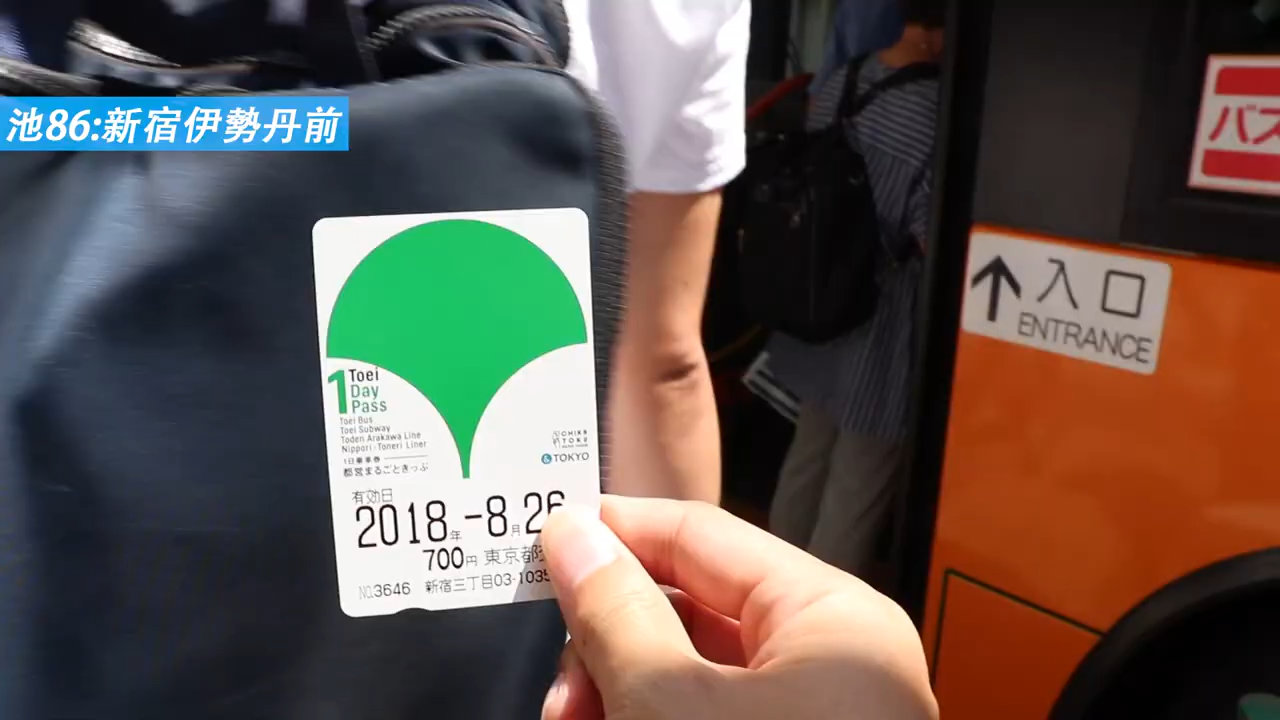 池86:新宿伊勢丹前
バス
↑入口
ENTRANCE
1 Toei
Day
Pass
Toei Bus
Toei Subway
Toden Arakawa Line
Nippori-Toneri Liner
1日乗車券
都営まるごときっぷ
&TOKYO
有効日
2018年-8月26
700円 東京都交
NO.3646 新宿三丁目03-1035